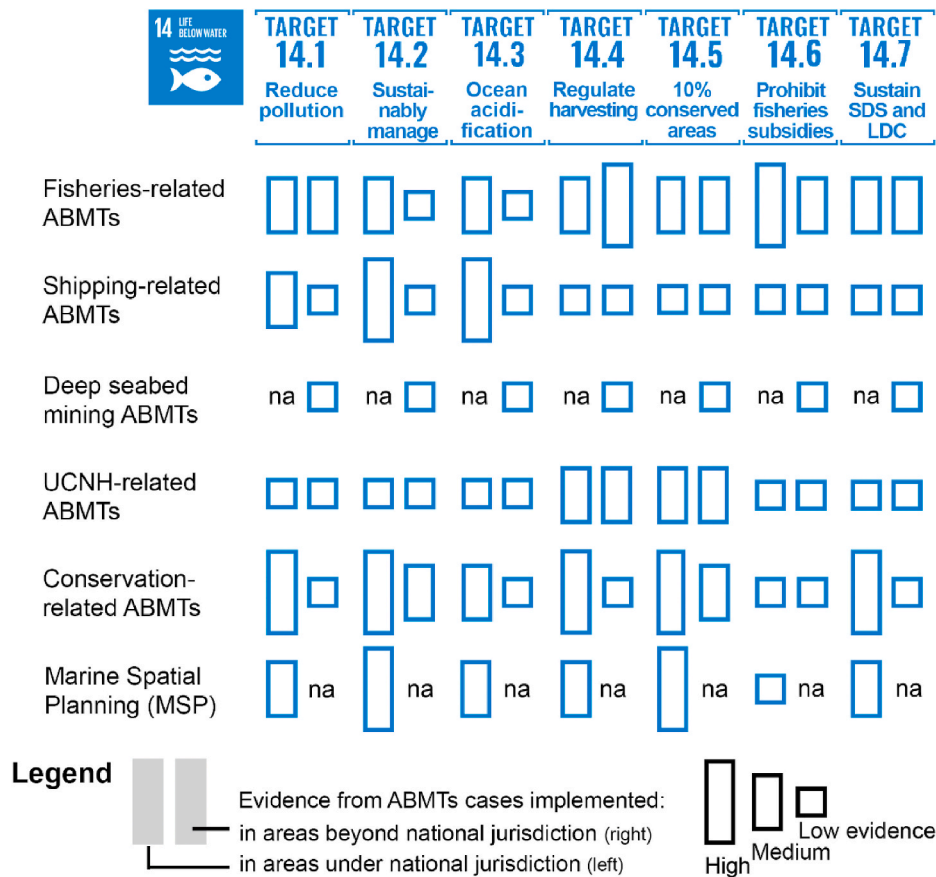 14 LIFE
BELOW WATER
TARGET TARGET TARGET TARGET TARGET TARGET TARGET
14.1 14.2 14.3 14.4 14.5 14.6 14.7
Reduce Sustai- Ocean Regulate 10% Prohibit Sustain
pollution nably acidi- harvesting conserved fisheries SDS and
manage fication areas subsidies LDC
Fisheries-related
ABMTs
Shipping-related
ABMTs
Deep seabed
mining ABMTs
na na na na na na na
UCNH-related
ABMTs
Conservation-
related ABMTs
Marine Spatial
Planning (MSP)
na na na na na na na
Legend
Evidence from ABMTs cases implemented:
in areas beyond national jurisdiction (right)
in areas under national jurisdiction (left)
Low evidence
Medium
High